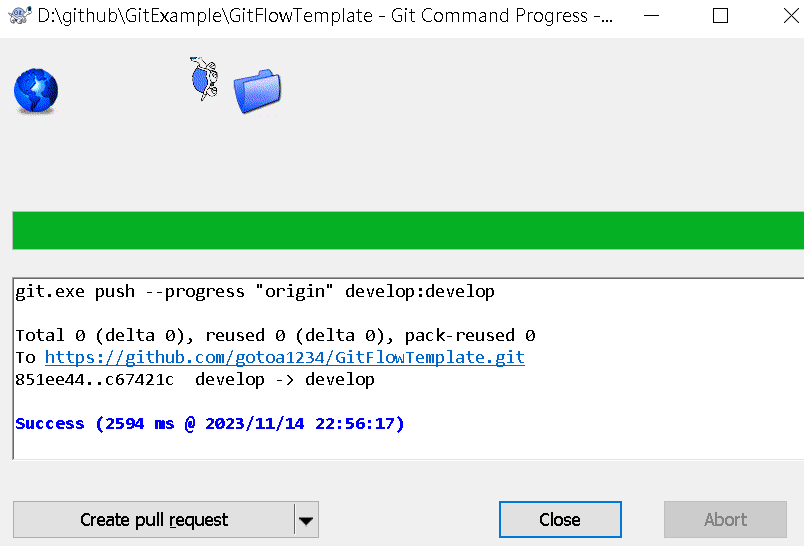 D:\github\GitExample\GitFlowTemplate - Git Command Progress -...
git.exe push --progress "origin" develop:develop
Total 0 (delta 0), reused 0 (delta 0), pack-reused 0
To https://github.com/gotoa1234/GitFlowTemplate.git
851ee44..c67421c  develop -> develop
Success (2594 ms @ 2023/11/14 22:56:17)
Create pull request
Close
Abort